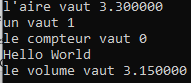 l'aire vaut 3.300000
un vaut 1
le compteur vaut 0
Hello World
le volume vaut 3.150000